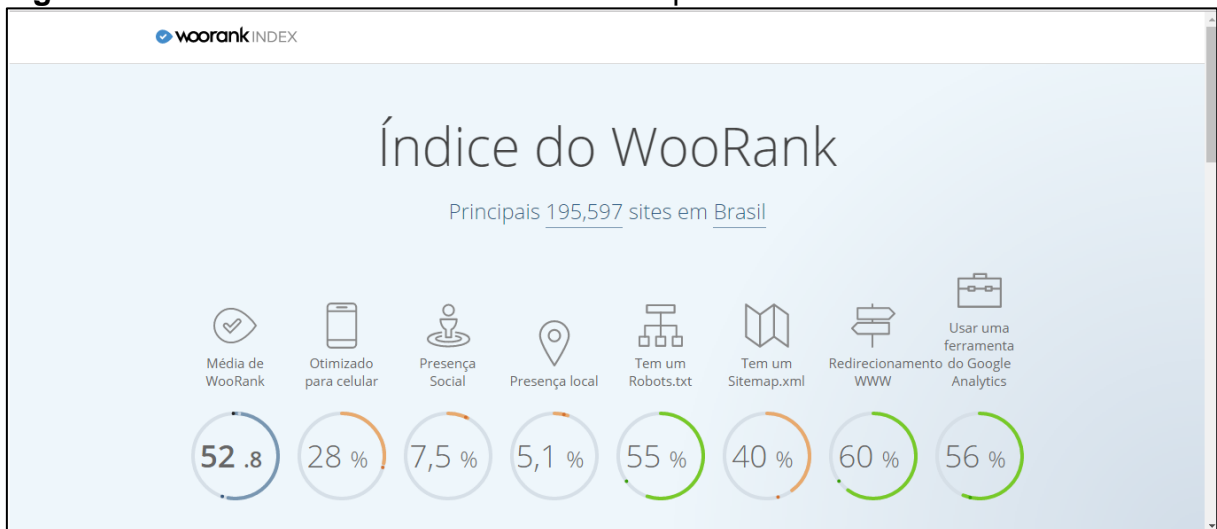 woorank INDEX
Índice do WooRank
Principais 195,597 sites em Brasil
Média de WooRank
Otimizado para celular
Presença Social
Presença local
Tem um Robots.txt
Tem um Sitemap.xml
Redirecionamento WWW
Usar uma ferramenta do Google Analytics
52 .8
28 %
7,5 %
5,1 %
55 %
40 %
60 %
56 %